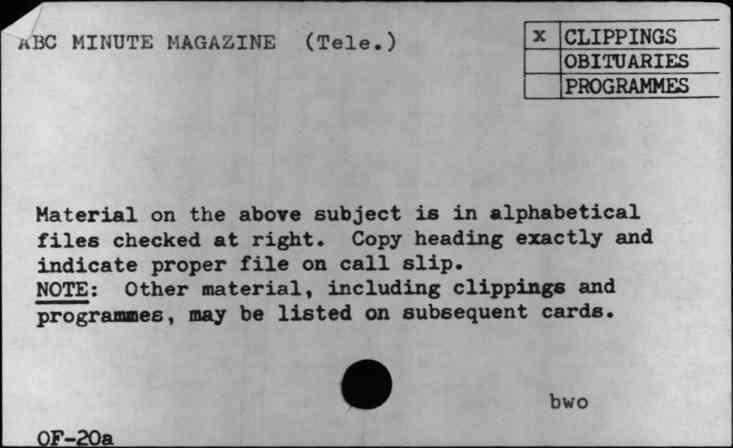 ABC MINUTE MAGAZINE (Tele.)
x CLIPPINGS
OBITUARIES
PROGRAMMES
Material on the above subject is in alphabetical
files checked at right. Copy heading exactly and
indicate proper file on call slip.
NOTE: Other material, including clippings and
programmes, may be listed on subsequent cards.
bwo
OF-20a